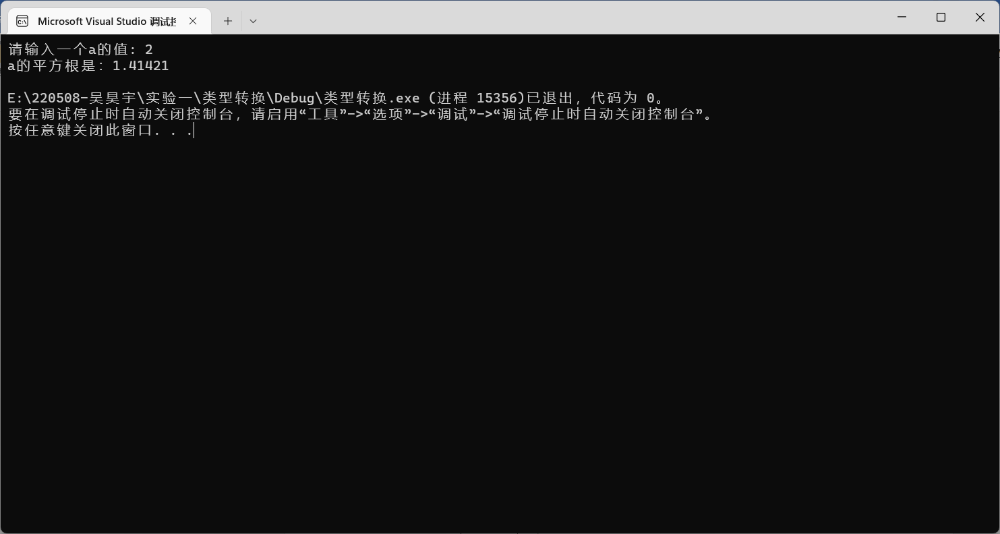 Microsoft Visual Studio 调试
请输入一个a的值：2
a的平方根是：1.41421
E:\220508-吴昊宇\实验一\类型转换\Debug\类型转换.exe (进程 15356)已退出，代码为 0。
要在调试停止时自动关闭控制台，请启用“工具”->“选项”->“调试”->“调试停止时自动关闭控制台”。
按任意键关闭此窗口. . .